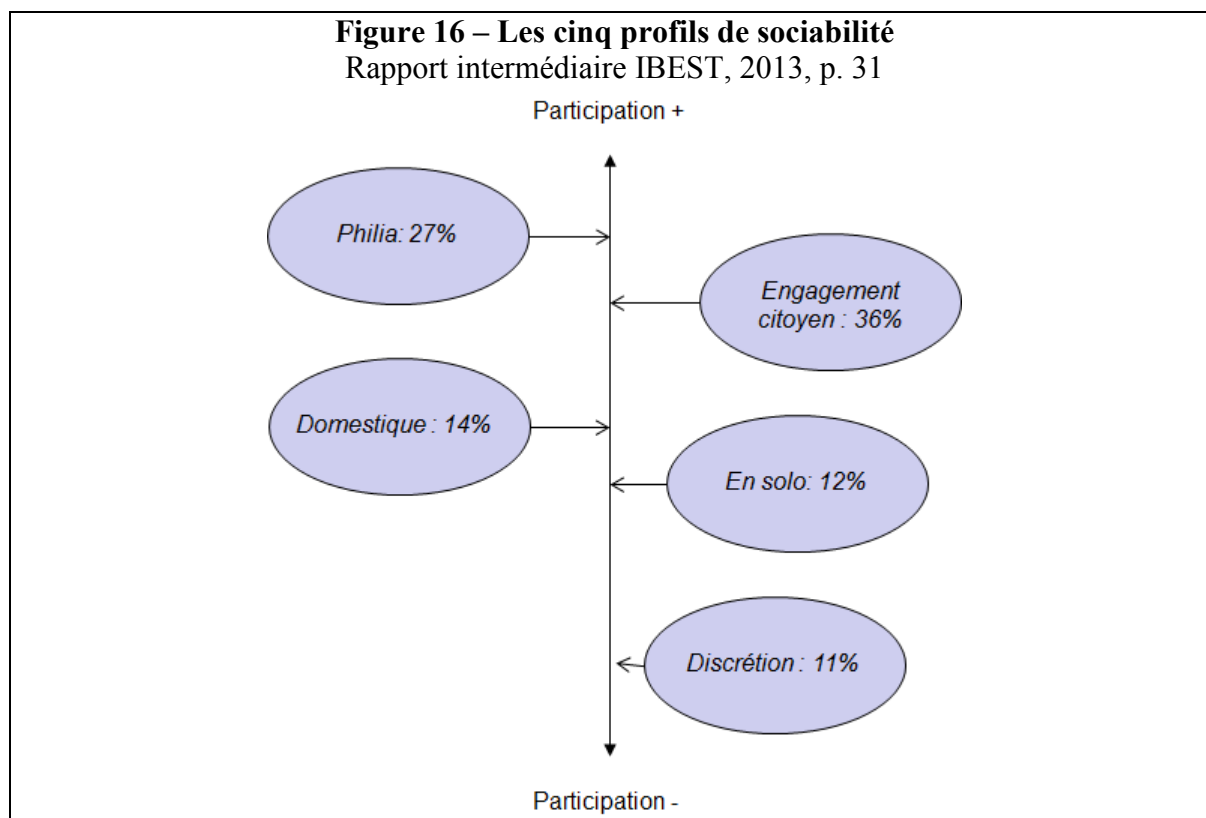 Figure 16 – Les cinq profils de sociabilité
Rapport intermédiaire IBEST, 2013, p. 31
Participation +
Philia: 27%
Engagement
citoyen : 36%
Domestique : 14%
En solo: 12%
Discrétion : 11%
Participation -